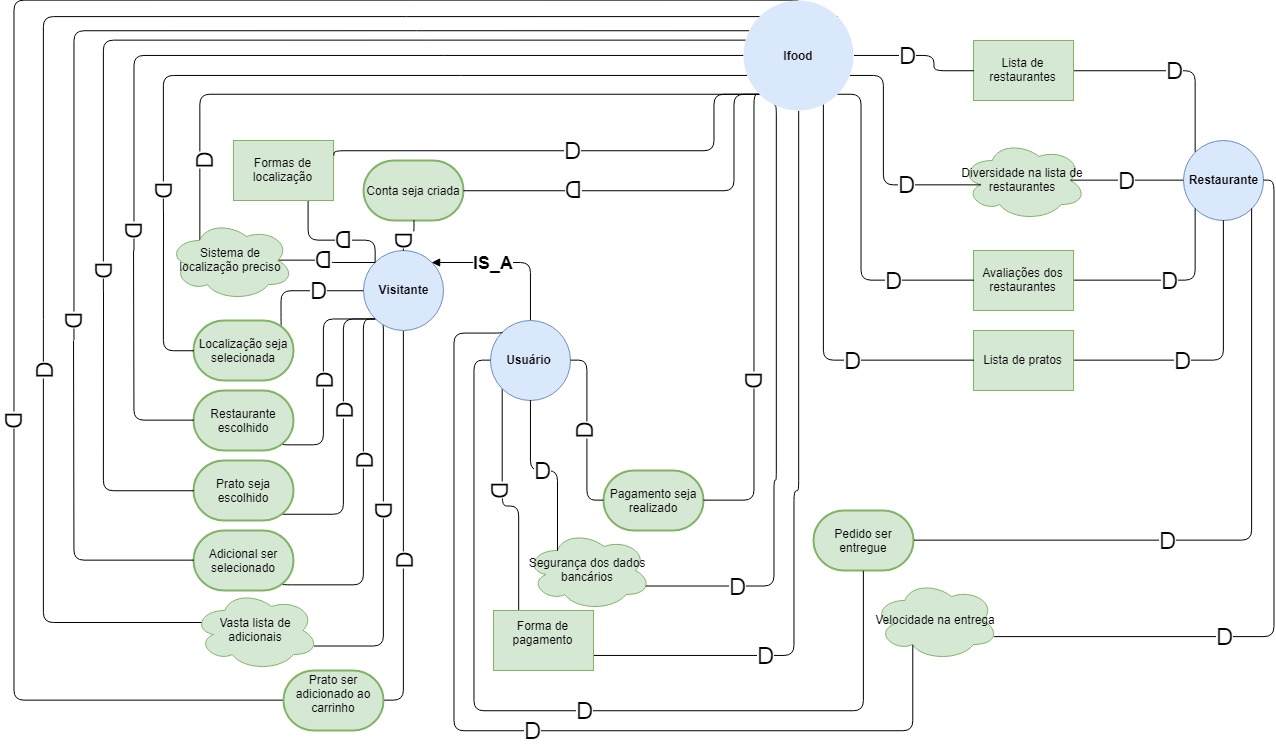 Ifood
D
Lista de
restaurantes
D
Formas de
localização
D
D
Conta seja criada
D
Diversidade na lista de
restaurantes
D
D
Restaurante
D
D
D
D
D
Sistema de
localização preciso
D
IS_A
D
Avaliações dos
restaurantes
D
D
D
Visitante
D
Localização seja
selecionada
Usuário
D
Lista de pratos
D
D
D
D
D
Restaurante
escolhido
D
D
D
D
D
Prato seja
escolhido
D
D
Pagamento seja
realizado
D
Adicional ser
selecionado
D
Pedido ser
entregue
D
Segurança dos dados
bancários
D
Vasta lista de
adicionais
Forma de
pagamento
D
Velocidade na entrega
D
Prato ser
adicionado ao
carrinho
D
D